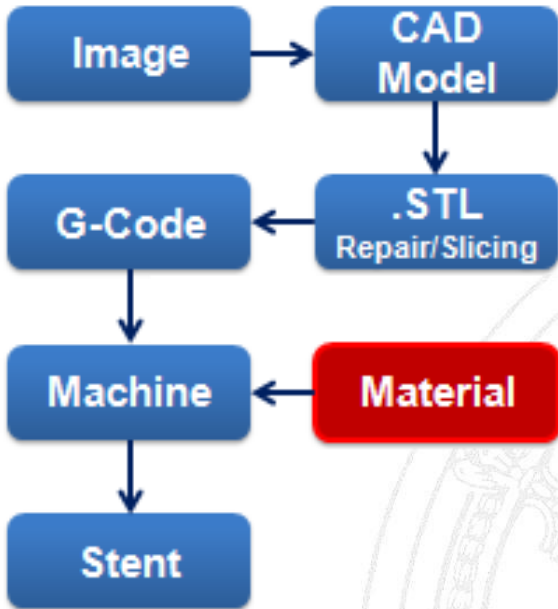 Image
CAD
Model
.STL
Repair/Slicing
G-Code
Machine
Material
Stent